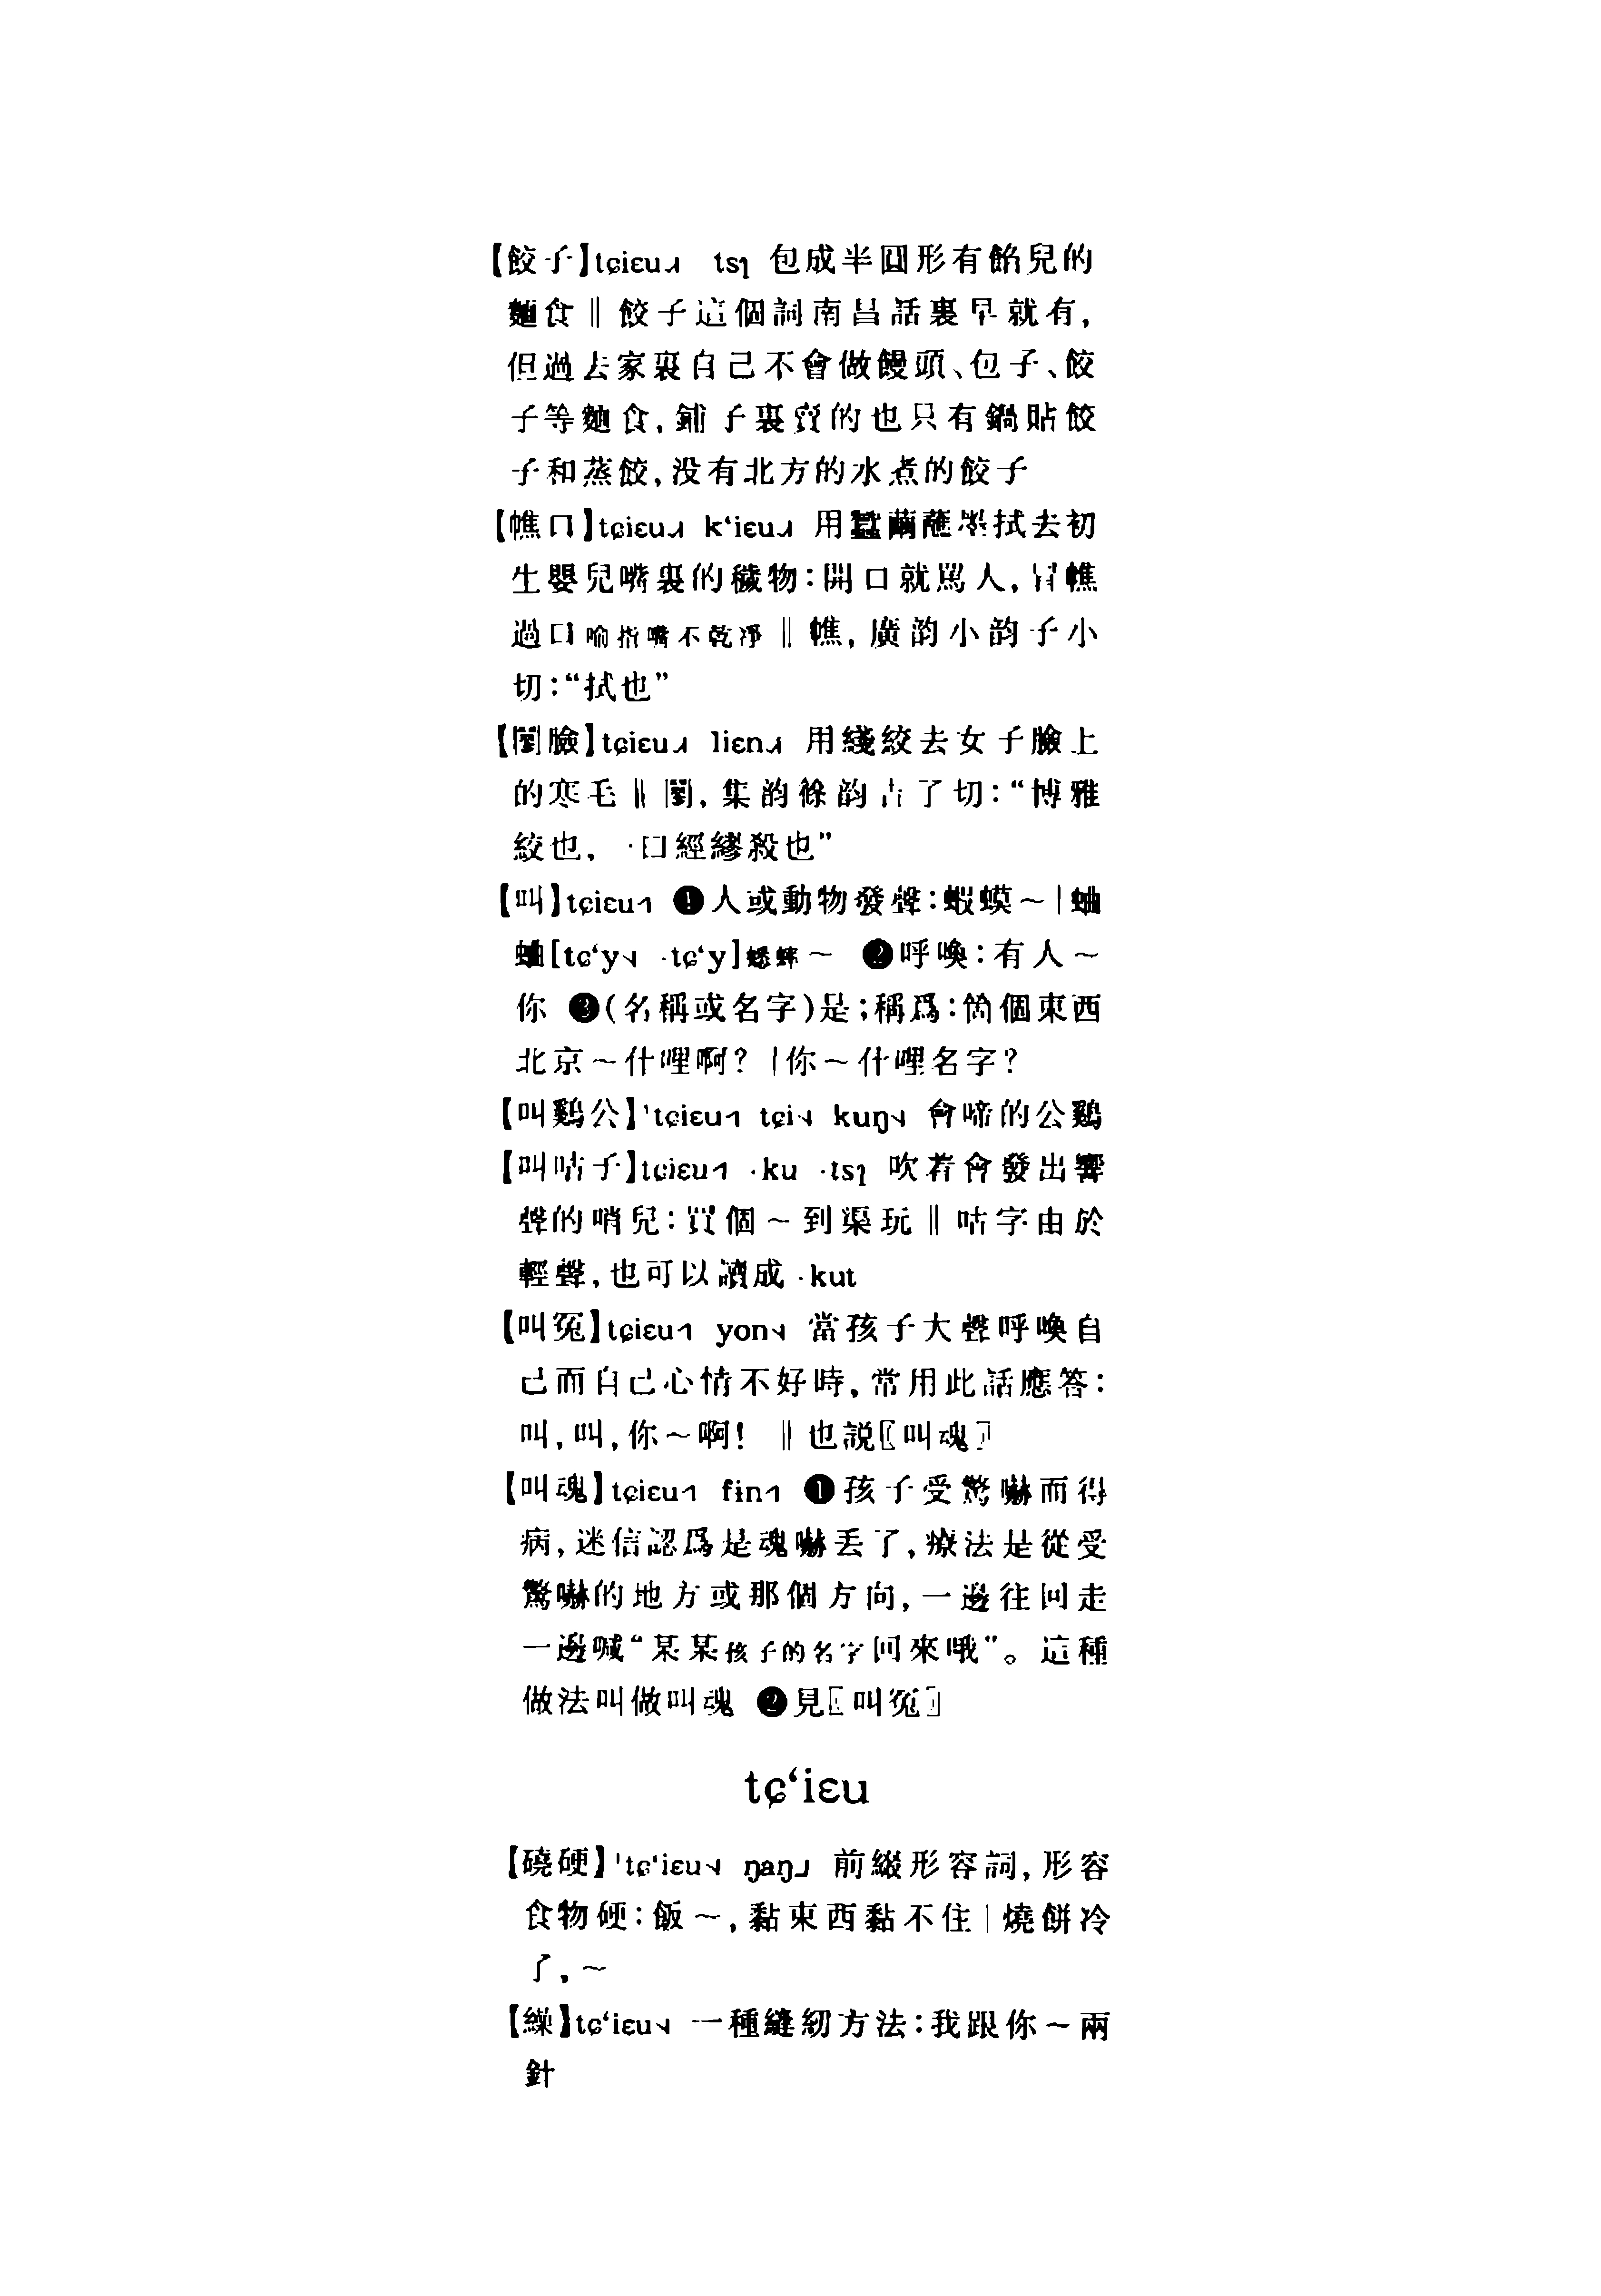 【餃子】tɕiɛu˨˩˧ tsɿ 包成半圓形有餡兒的
麵食‖餃子這個詞南昌話裏早就有,
但過去家裏自己不會做饅頭、包子、餃
子等麵食,鋪子裏賣的也只有鍋貼餃
子和蒸餃,没有北方的水煮的餃子
【㡑口】tɕiɛu˨˩˧ k‘iɛu˨˩˧ 用蠶繭蘸墨拭去初
生嬰兒嘴裏的穢物:開口就駡人,冒㡑
過口喻指嘴不乾净‖㡑,廣韵小韵子小
切:“拭也”
【臉】tɕiɛu˨˩˧ liɛn˨˩˧ 用綫絞去女子臉上
的寒毛‖,集韵篠韵吉了切:“博雅
絞也,一曰經繆殺也”
【叫】tɕiɛu ❶人或動物發聲:蝦蟆~|蛐
蛐[tɕ‘y ·tɕ‘y]蟋蟀~ ❷呼喚:有人~
你 ❸(名稱或名字)是;稱爲:箇個東西
北京~什哩啊?|你~什哩名字?
【叫鷄公】'tɕiɛu tɕi kuŋ 會啼的公鷄
【叫咕子】tɕiɛu ·ku ·tsɿ 吹着會發出響
聲的哨兒:買個~到渠玩‖咕字由於
輕聲,也可以讀成 ·kut
【叫冤】tɕiɛu yon 當孩子大聲呼喚自
己而自己心情不好時,常用此話應答:
叫,叫,你~啊! ‖也説〖叫魂〗
【叫魂】tɕiɛu fɨn ❶孩子受驚嚇而得
病,迷信認爲是魂嚇丢了,療法是從受
驚嚇的地方或那個方向,一邊往回走
一邊喊“某某孩子的名字回來哦”。這種
做法叫做叫魂 ❷見〖叫冤〗
tɕ‘iɛu
【磽硬】'tɕ‘iɛu ŋaŋ 前綴形容詞,形容
食物硬:飯~,黏東西黏不住|燒餅冷
了,~
【繰】tɕ‘iɛu 一種縫紉方法:我跟你~兩
針